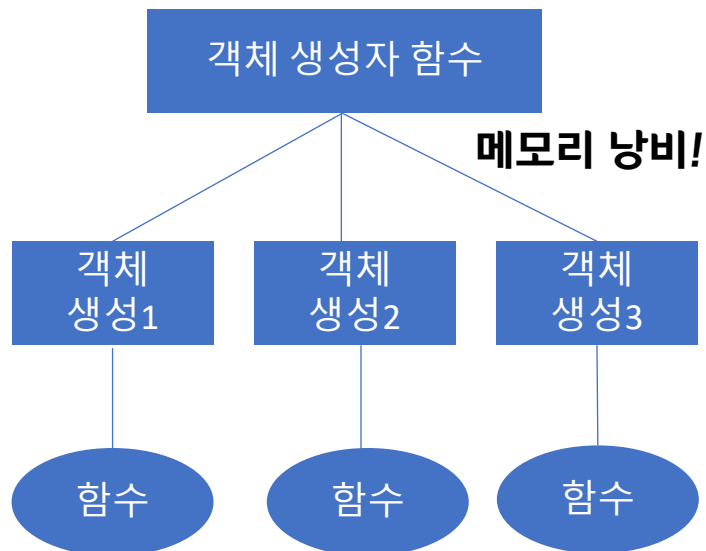 객체 생성자 함수
메모리 낭비!
객체
생성1
객체
생성2
객체
생성3
함수
함수
함수